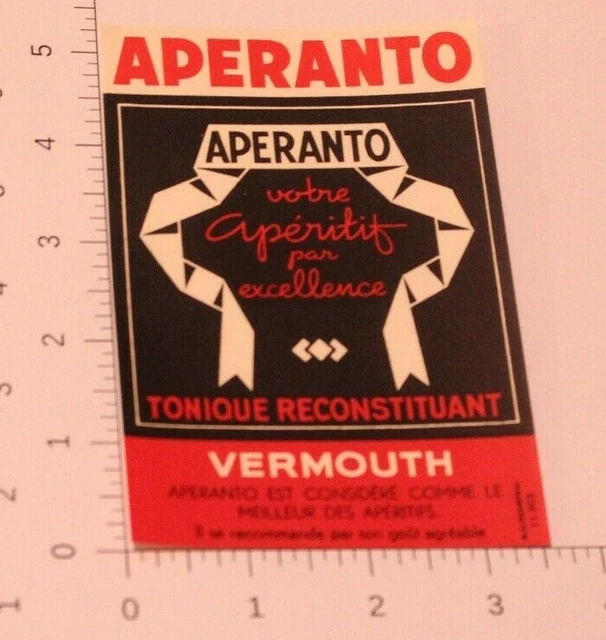 APERANTO
APERANTO
votre
Apéritif
par
excellence
TONIQUE RECONSTITUANT
VERMOUTH
APERANTO EST CONSIDÉRÉ COMME LE
MEILLEUR DES APÉRITIFS.
Il se recommande par son goût agréable
5
4
3
2
1
0
0
1
2
3